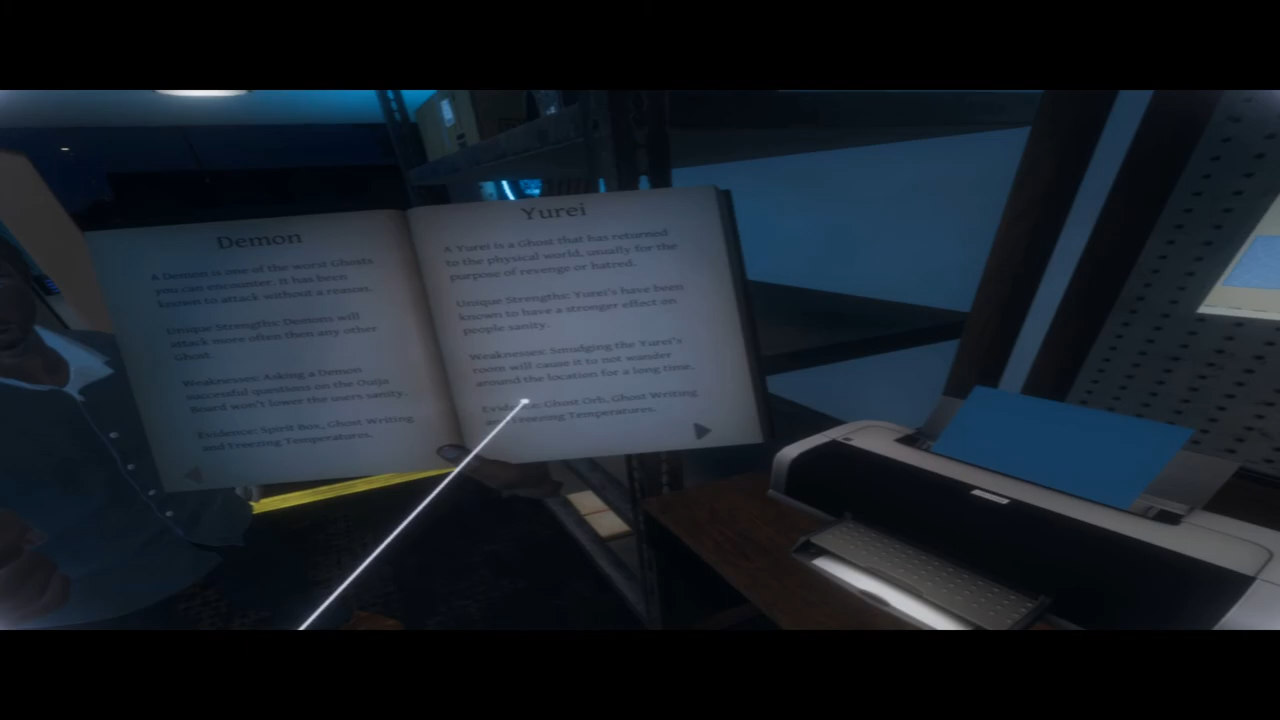 Demon
A Demon is one of the worst Ghosts
you can encounter. It has been
known to attack without a reason.
Unique Strengths: Demons will
attack more often then any other
Ghost.
Weaknesses: Asking a Demon
successful questions on the Ouija
Board won't lower the users sanity.
Evidence: Spirit Box, Ghost Writing
and Freezing Temperatures.
Yurei
A Yurei is a Ghost that has returned
to the physical world, usually for the
purpose of revenge or hatred.
Unique Strengths: Yurei's have been
known to have a stronger effect on
people sanity.
Weaknesses: Smudging the Yurei's
room will cause it to not wander
around the location for a long time.
Evidence: Ghost Orb, Ghost Writing
and Freezing Temperatures.